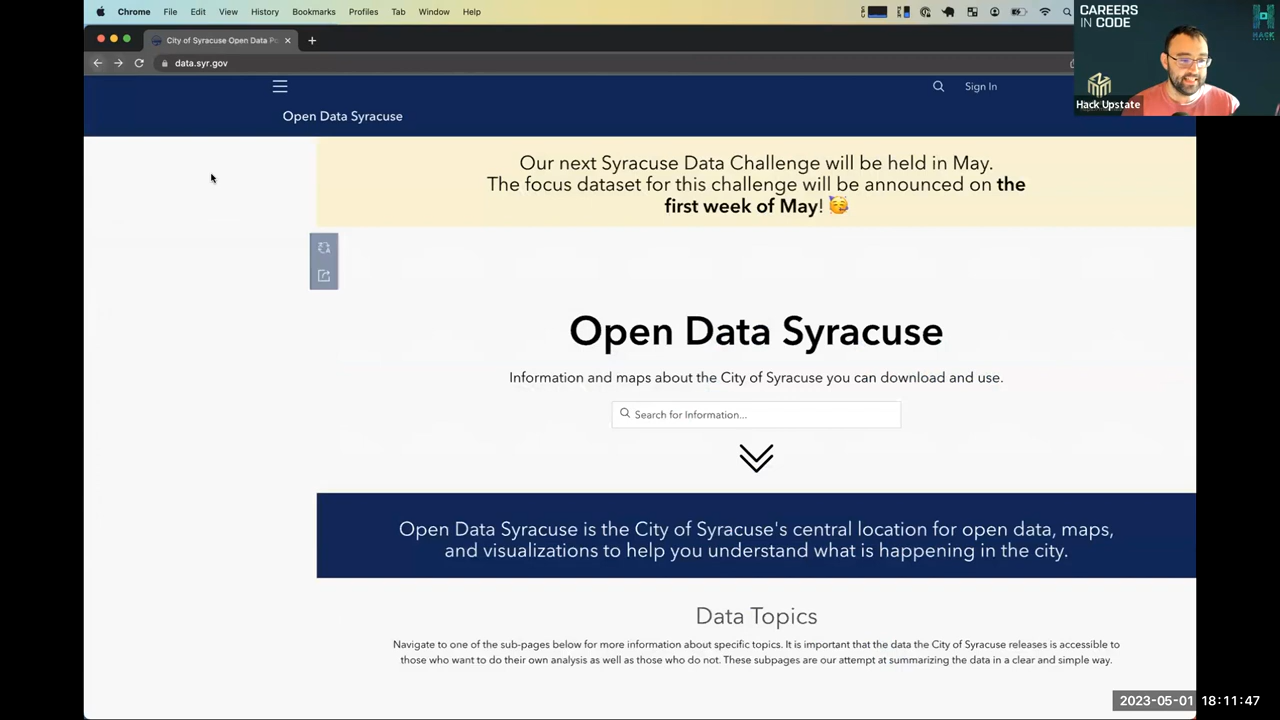 Chrome File Edit View History Bookmarks Profiles Tab Window Help
CAREERS
IN CODE
HACK
Hack Upstate
City of Syracuse Open Data Po
data.syr.gov
Sign In
Open Data Syracuse
Our next Syracuse Data Challenge will be held in May.
The focus dataset for this challenge will be announced on the
first week of May! 🥳
Open Data Syracuse
Information and maps about the City of Syracuse you can download and use.
Search for Information...
Open Data Syracuse is the City of Syracuse's central location for open data, maps,
and visualizations to help you understand what is happening in the city.
Data Topics
Navigate to one of the sub-pages below for more information about specific topics. It is important that the data the City of Syracuse releases is accessible to
those who want to do their own analysis as well as those who do not. These subpages are our attempt at summarizing the data in a clear and simple way.
2023-05-01 18:11:47